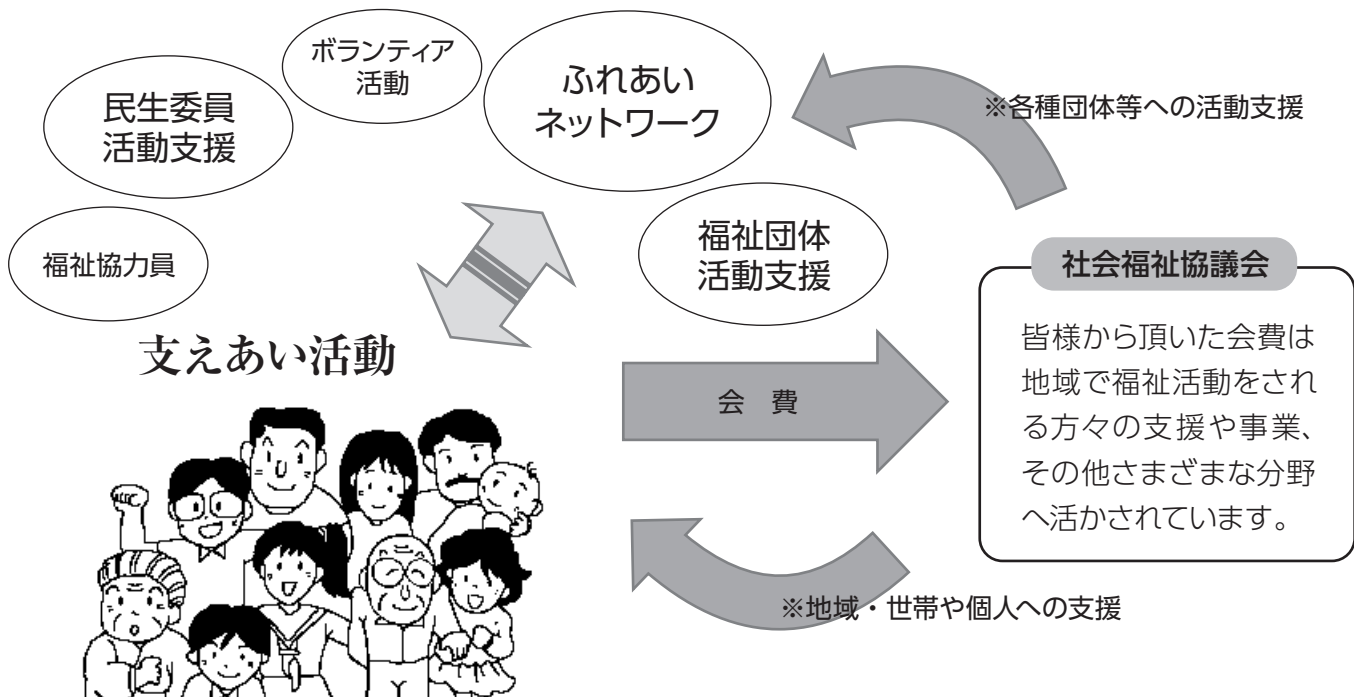 ボランティア
活動
ふれあい
ネットワーク
民生委員
活動支援
※各種団体等への活動支援
福祉団体
活動支援
福祉協力員
社会福祉協議会
支えあい活動
皆様から頂いた会費は
地域で福祉活動をされ
る方々の支援や事業、
その他さまざまな分野
へ活かされています。
会　費
※地域・世帯や個人への支援